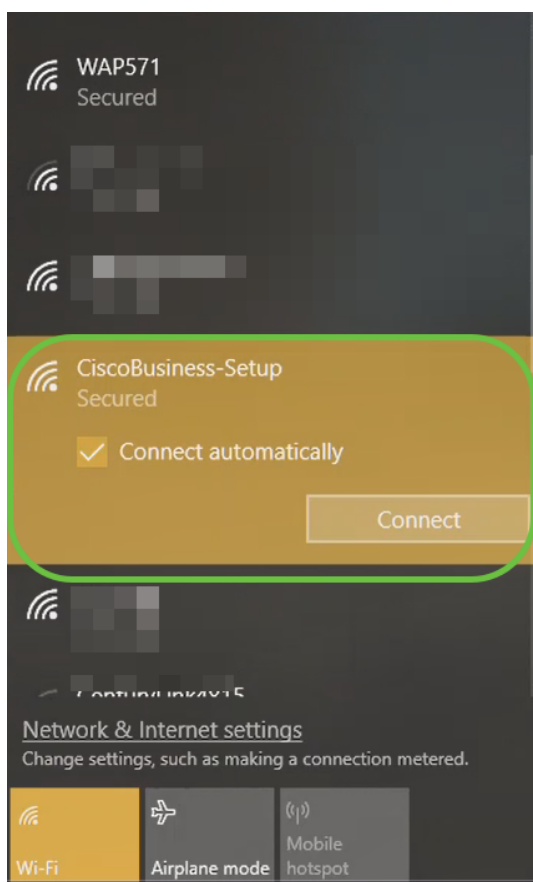 WAP571
Secured
CiscoBusiness-Setup
Secured
Connect automatically
Connect
Network & Internet settings
Change settings, such as making a connection metered.
Wi-Fi
Airplane mode
Mobile
hotspot